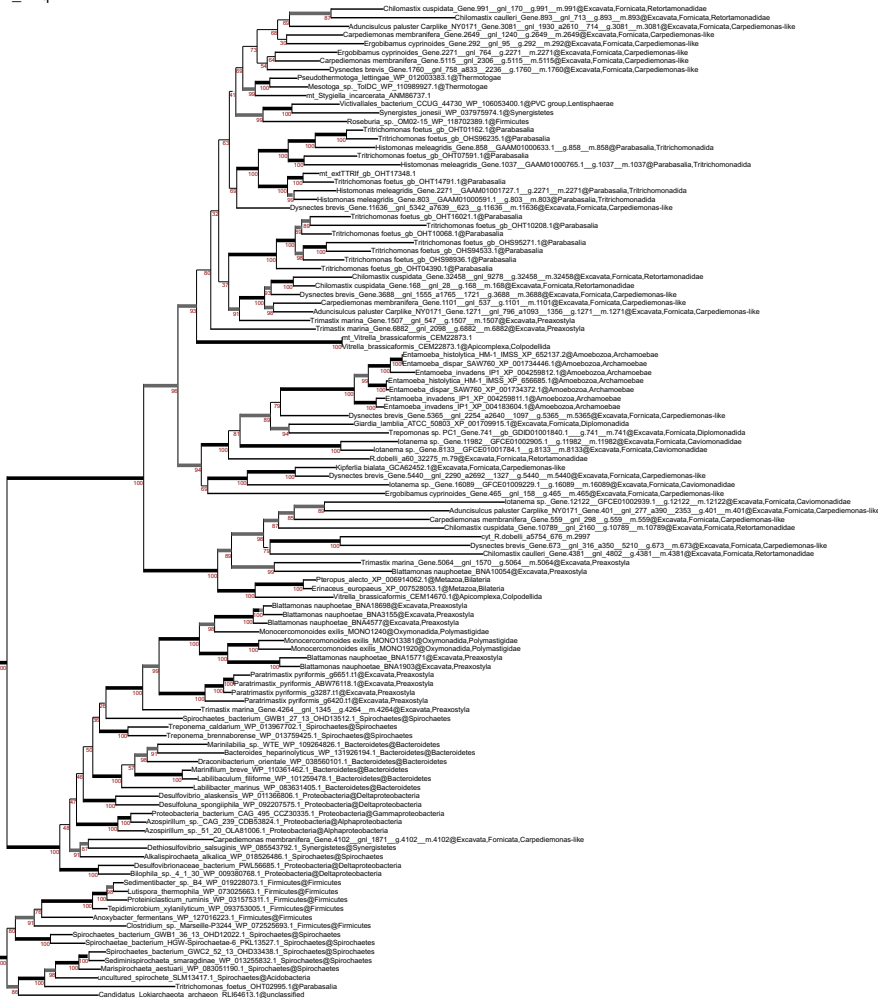 Chilomastix cuspidata_Gene.991__gnl_170__g.991__m.991@Excavata,Fornicata,Retortamonadidae
Chilomastix caulleri_Gene.893__gnl_713__g.893__m.893@Excavata,Fornicata,Retortamonadidae
Aduncisulcus paluster Carplike_NY0171_Gene.3081__gnl_1930_a2610__714__g.3081__m.3081@Excavata,Fornicata,Carpediemonas-like
Carpediemonas membranifera_Gene.2649__gnl_1240__g.2649__m.2649@Excavata,Fornicata,Carpediemonas-like
Ergobibamus cyprinoides_Gene.292__gnl_95__g.292__m.292@Excavata,Fornicata,Carpediemonas-like
Ergobibamus cyprinoides_Gene.2271__gnl_764__g.2271__m.2271@Excavata,Fornicata,Carpediemonas-like
Carpediemonas membranifera_Gene.5115__gnl_2306__g.5115__m.5115@Excavata,Fornicata,Carpediemonas-like
Dysnectes brevis_Gene.1760__gnl_758_a833__2236__g.1760__m.1760@Excavata,Fornicata,Carpediemonas-like
Pseudothermotoga_lettingae_WP_012003383.1@Thermotogae
Mesotoga_sp._TolDC_WP_110989927.1@Thermotogae
mt_Stygiella_incarcerata_ANM86737.1
Victivallales_bacterium_CCUG_44730_WP_106053400.1@PVC group,Lentisphaerae
Synergistes_jonesii_WP_037975974.1@Synergistetes
Roseburia_sp._OM02-15_WP_118702389.1@Firmicutes
Tritrichomonas foetus_gb_OHT01162.1@Parabasalia
Tritrichomonas foetus_gb_OHS96235.1@Parabasalia
Histomonas meleagridis_Gene.858__GAAM01000633.1__g.858__m.858@Parabasalia,Tritrichomonadida
Tritrichomonas foetus_gb_OHT07591.1@Parabasalia
Histomonas meleagridis_Gene.1037__GAAM01000765.1__g.1037__m.1037@Parabasalia,Tritrichomonadida
mt_extTTRIf_gb_OHT17348.1
Tritrichomonas foetus_gb_OHT14791.1@Parabasalia
Histomonas meleagridis_Gene.2271__GAAM01001727.1__g.2271__m.2271@Parabasalia,Tritrichomonadida
Histomonas meleagridis_Gene.803__GAAM01000591.1__g.803__m.803@Parabasalia,Tritrichomonadida
Dysnectes brevis_Gene.11636__gnl_5342_a7639__623__g.11636__m.11636@Excavata,Fornicata,Carpediemonas-like
Tritrichomonas foetus_gb_OHT16021.1@Parabasalia
Tritrichomonas foetus_gb_OHT10208.1@Parabasalia
Tritrichomonas foetus_gb_OHT10068.1@Parabasalia
Tritrichomonas foetus_gb_OHS95271.1@Parabasalia
Tritrichomonas foetus_gb_OHS94533.1@Parabasalia
Tritrichomonas foetus_gb_OHS98936.1@Parabasalia
Tritrichomonas foetus_gb_OHT04390.1@Parabasalia
Chilomastix cuspidata_Gene.32458__gnl_9278__g.32458__m.32458@Excavata,Fornicata,Retortamonadidae
Chilomastix cuspidata_Gene.168__gnl_28__g.168__m.168@Excavata,Fornicata,Retortamonadidae
Dysnectes brevis_Gene.3688__gnl_1555_a1765__1721__g.3688__m.3688@Excavata,Fornicata,Carpediemonas-like
Carpediemonas membranifera_Gene.1101__gnl_537__g.1101__m.1101@Excavata,Fornicata,Carpediemonas-like
Aduncisulcus paluster Carplike_NY0171_Gene.1271__gnl_796_a1093__1356__g.1271__m.1271@Excavata,Fornicata,Carpediemonas-like
Trimastix marina_Gene.1507__gnl_547__g.1507__m.1507@Excavata,Preaxostyla
Trimastix marina_Gene.6882__gnl_2098__g.6882__m.6882@Excavata,Preaxostyla
mt_Vitrella_brassicaformis_CEM22873.1
Vitrella_brassicaformis_CEM22873.1@Apicomplexa,Colpodellida
Entamoeba_histolytica_HM-1_IMSS_XP_652137.2@Amoebozoa,Archamoebae
Entamoeba_dispar_SAW760_XP_001734446.1@Amoebozoa,Archamoebae
Entamoeba_invadens_IP1_XP_004259812.1@Amoebozoa,Archamoebae
Entamoeba_histolytica_HM-1_IMSS_XP_656685.1@Amoebozoa,Archamoebae
Entamoeba_dispar_SAW760_XP_001734372.1@Amoebozoa,Archamoebae
Entamoeba_invadens_IP1_XP_004259811.1@Amoebozoa,Archamoebae
Entamoeba_invadens_IP1_XP_004183604.1@Amoebozoa,Archamoebae
Dysnectes brevis_Gene.5365__gnl_2254_a2640__1097__g.5365__m.5365@Excavata,Fornicata,Carpediemonas-like
Giardia_lamblia_ATCC_50803_XP_001709915.1@Excavata,Fornicata,Diplomonadida
Trepomonas sp. PC1_Gene.741__gb_GDID01001840.1__g.741__m.741@Excavata,Fornicata,Diplomonadida
Iotanema sp._Gene.11982__GFCE01002905.1__g.11982__m.11982@Excavata,Fornicata,Caviomonadidae
Iotanema sp._Gene.8133__GFCE01001784.1__g.8133__m.8133@Excavata,Fornicata,Caviomonadidae
R.dobelli_a60_32275_m.79@Excavata,Fornicata,Retortamonadidae
Kipferlia bialata_GCA62452.1@Excavata,Fornicata,Carpediemonas-like
Dysnectes brevis_Gene.5440__gnl_2290_a2692__1327__g.5440__m.5440@Excavata,Fornicata,Carpediemonas-like
Iotanema sp._Gene.16089__GFCE01009229.1__g.16089__m.16089@Excavata,Fornicata,Caviomonadidae
Ergobibamus cyprinoides_Gene.465__gnl_158__g.465__m.465@Excavata,Fornicata,Carpediemonas-like
Iotanema sp._Gene.12122__GFCE01002939.1__g.12122__m.12122@Excavata,Fornicata,Caviomonadidae
Aduncisulcus paluster Carplike_NY0171_Gene.401__gnl_277_a390__2353__g.401__m.401@Excavata,Fornicata,Carpediemonas-like
Carpediemonas membranifera_Gene.559__gnl_298__g.559__m.559@Excavata,Fornicata,Carpediemonas-like
Chilomastix cuspidata_Gene.10789__gnl_2160__g.10789__m.10789@Excavata,Fornicata,Retortamonadidae
cyt_R.dobelli_a5754_676_m.2997
Dysnectes brevis_Gene.673__gnl_316_a350__5210__g.673__m.673@Excavata,Fornicata,Carpediemonas-like
Chilomastix caulleri_Gene.4381__gnl_4802__g.4381__m.4381@Excavata,Fornicata,Retortamonadidae
Trimastix marina_Gene.5064__gnl_1570__g.5064__m.5064@Excavata,Preaxostyla
Blattamonas nauphoetae_BNA10054@Excavata,Preaxostyla
Pteropus_alecto_XP_006914062.1@Metazoa,Bilateria
Erinaceus_europaeus_XP_007528053.1@Metazoa,Bilateria
Vitrella_brassicaformis_CEM14670.1@Apicomplexa,Colpodellida
Blattamonas nauphoetae_BNA18698@Excavata,Preaxostyla
Blattamonas nauphoetae_BNA3155@Excavata,Preaxostyla
Blattamonas nauphoetae_BNA4577@Excavata,Preaxostyla
Monocercomonoides exilis_MONO1240@Oxymonadida,Polymastigidae
Monocercomonoides exilis_MONO13381@Oxymonadida,Polymastigidae
Monocercomonoides exilis_MONO1920@Oxymonadida,Polymastigidae
Blattamonas nauphoetae_BNA15771@Excavata,Preaxostyla
Blattamonas nauphoetae_BNA1903@Excavata,Preaxostyla
Paratrimastix pyriformis_g6651.t1@Excavata,Preaxostyla
Paratrimastix_pyriformis_ABW76118.1@Excavata,Preaxostyla
Paratrimastix pyriformis_g3287.t1@Excavata,Preaxostyla
Paratrimastix pyriformis_g6420.t1@Excavata,Preaxostyla
Trimastix marina_Gene.4264__gnl_1345__g.4264__m.4264@Excavata,Preaxostyla
Spirochaetes_bacterium_GWB1_27_13_OHD13512.1_Spirochaetes@Spirochaetes
Treponema_caldarium_WP_013967702.1_Spirochaetes@Spirochaetes
Treponema_brennaborense_WP_013759425.1_Spirochaetes@Spirochaetes
Marinilabilia_sp._WTE_WP_109264826.1_Bacteroidetes@Bacteroidetes
Bacteroides_heparinolyticus_WP_131926194.1_Bacteroidetes@Bacteroidetes
Draconibacterium_orientale_WP_038560101.1_Bacteroidetes@Bacteroidetes
Marinifilum_breve_WP_110361462.1_Bacteroidetes@Bacteroidetes
Labilibaculum_filiforme_WP_101259478.1_Bacteroidetes@Bacteroidetes
Labilibacter_marinus_WP_083631405.1_Bacteroidetes@Bacteroidetes
Desulfovibrio_alaskensis_WP_011366806.1_Proteobacteria@Deltaproteobacteria
Desulfoluna_spongiiphila_WP_092207575.1_Proteobacteria@Deltaproteobacteria
Proteobacteria_bacterium_CAG_495_CCZ30335.1_Proteobacteria@Gammaproteobacteria
Azospirillum_sp._CAG_239_CDB53824.1_Proteobacteria@Alphaproteobacteria
Azospirillum_sp._51_20_OLA81006.1_Proteobacteria@Alphaproteobacteria
Carpediemonas membranifera_Gene.4102__gnl_1871__g.4102__m.4102@Excavata,Fornicata,Carpediemonas-like
Dethiosulfovibrio_salsuginis_WP_085543792.1_Synergistetes@Synergistetes
Alkalispirochaeta_alkalica_WP_018526486.1_Spirochaetes@Spirochaetes
Desulfovibrionaceae_bacterium_PWL56685.1_Proteobacteria@Deltaproteobacteria
Bilophila_sp._4_1_30_WP_009380768.1_Proteobacteria@Deltaproteobacteria
Sedimentibacter_sp._B4_WP_019228073.1_Firmicutes@Firmicutes
Lutispora_thermophila_WP_073025663.1_Firmicutes@Firmicutes
Proteiniclasticum_ruminis_WP_031575311.1_Firmicutes@Firmicutes
Tepidimicrobium_xylanilyticum_WP_093753005.1_Firmicutes@Firmicutes
Anoxybacter_fermentans_WP_127016223.1_Firmicutes@Firmicutes
Clostridium_sp._Marseille-P3244_WP_072525693.1_Firmicutes@Firmicutes
Spirochaetes_bacterium_GWB1_36_13_OHD12022.1_Spirochaetes@Spirochaetes
Spirochaetae_bacterium_HGW-Spirochaetae-6_PKL13527.1_Spirochaetes@Spirochaetes
Spirochaetes_bacterium_GWC2_52_13_OHD33438.1_Spirochaetes@Spirochaetes
Sediminispirochaeta_smaragdinae_WP_013255832.1_Spirochaetes@Spirochaetes
Marispirochaeta_aestuarii_WP_083051190.1_Spirochaetes@Spirochaetes
uncultured_spirochete_SLM13417.1_Spirochaetes@Acidobacteria
Tritrichomonas_foetus_OHT02995.1@Parabasalia
Candidatus_Lokiarchaeota_archaeon_RLI64613.1@unclassified